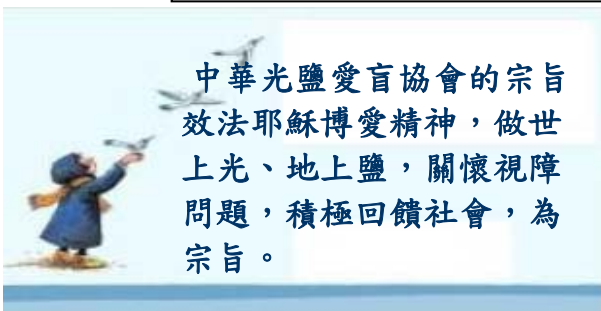 中華光鹽愛盲協會的宗旨
效法耶穌博愛精神，做世
上光、地上鹽，關懷視障
問題，積極回饋社會，為
宗旨。